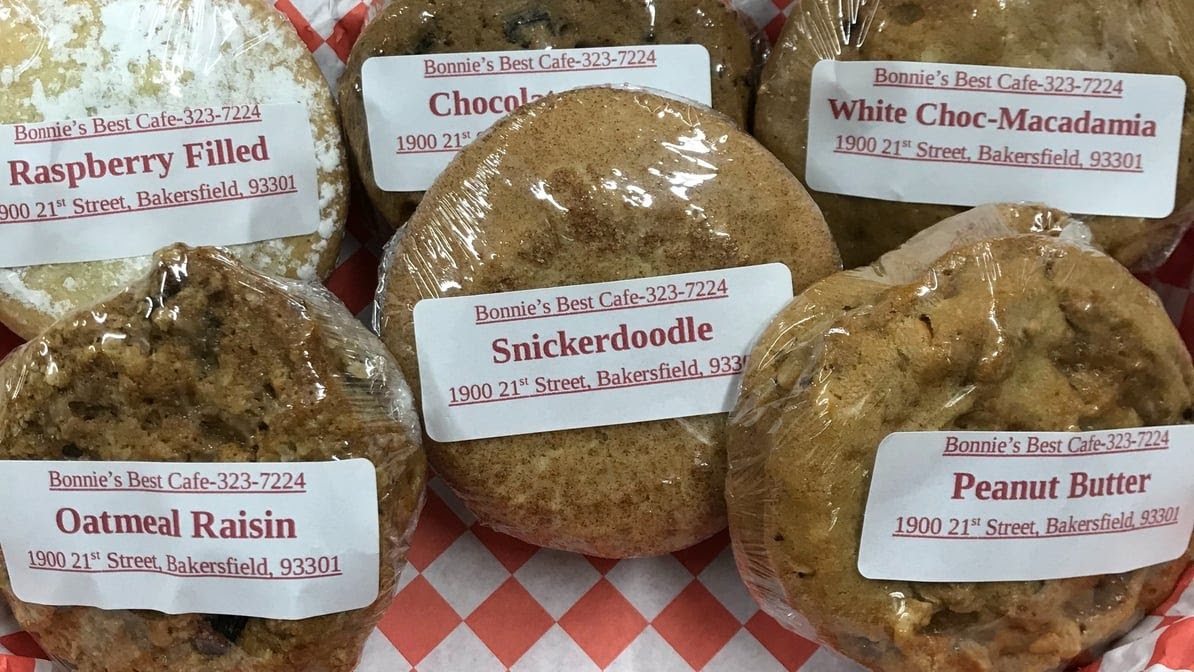 Bonnie's Best Cafe-323-7224
Raspberry Filled
900 21st Street, Bakersfield, 93301
Bonnie's Best Cafe-323-7224
Chocolat
1900 21st
Bonnie's Best Cafe-323-7224
White Choc-Macadamia
1900 21st Street, Bakersfield, 93301
Bonnie's Best Cafe-323-7224
Snickerdoodle
1900 21st Street, Bakersfield, 9330
Bonnie's Best Cafe-323-7224
Oatmeal Raisin
1900 21st Street, Bakersfield, 93301
Bonnie's Best Cafe-323-7224
Peanut Butter
1900 21st Street, Bakersfield, 93301